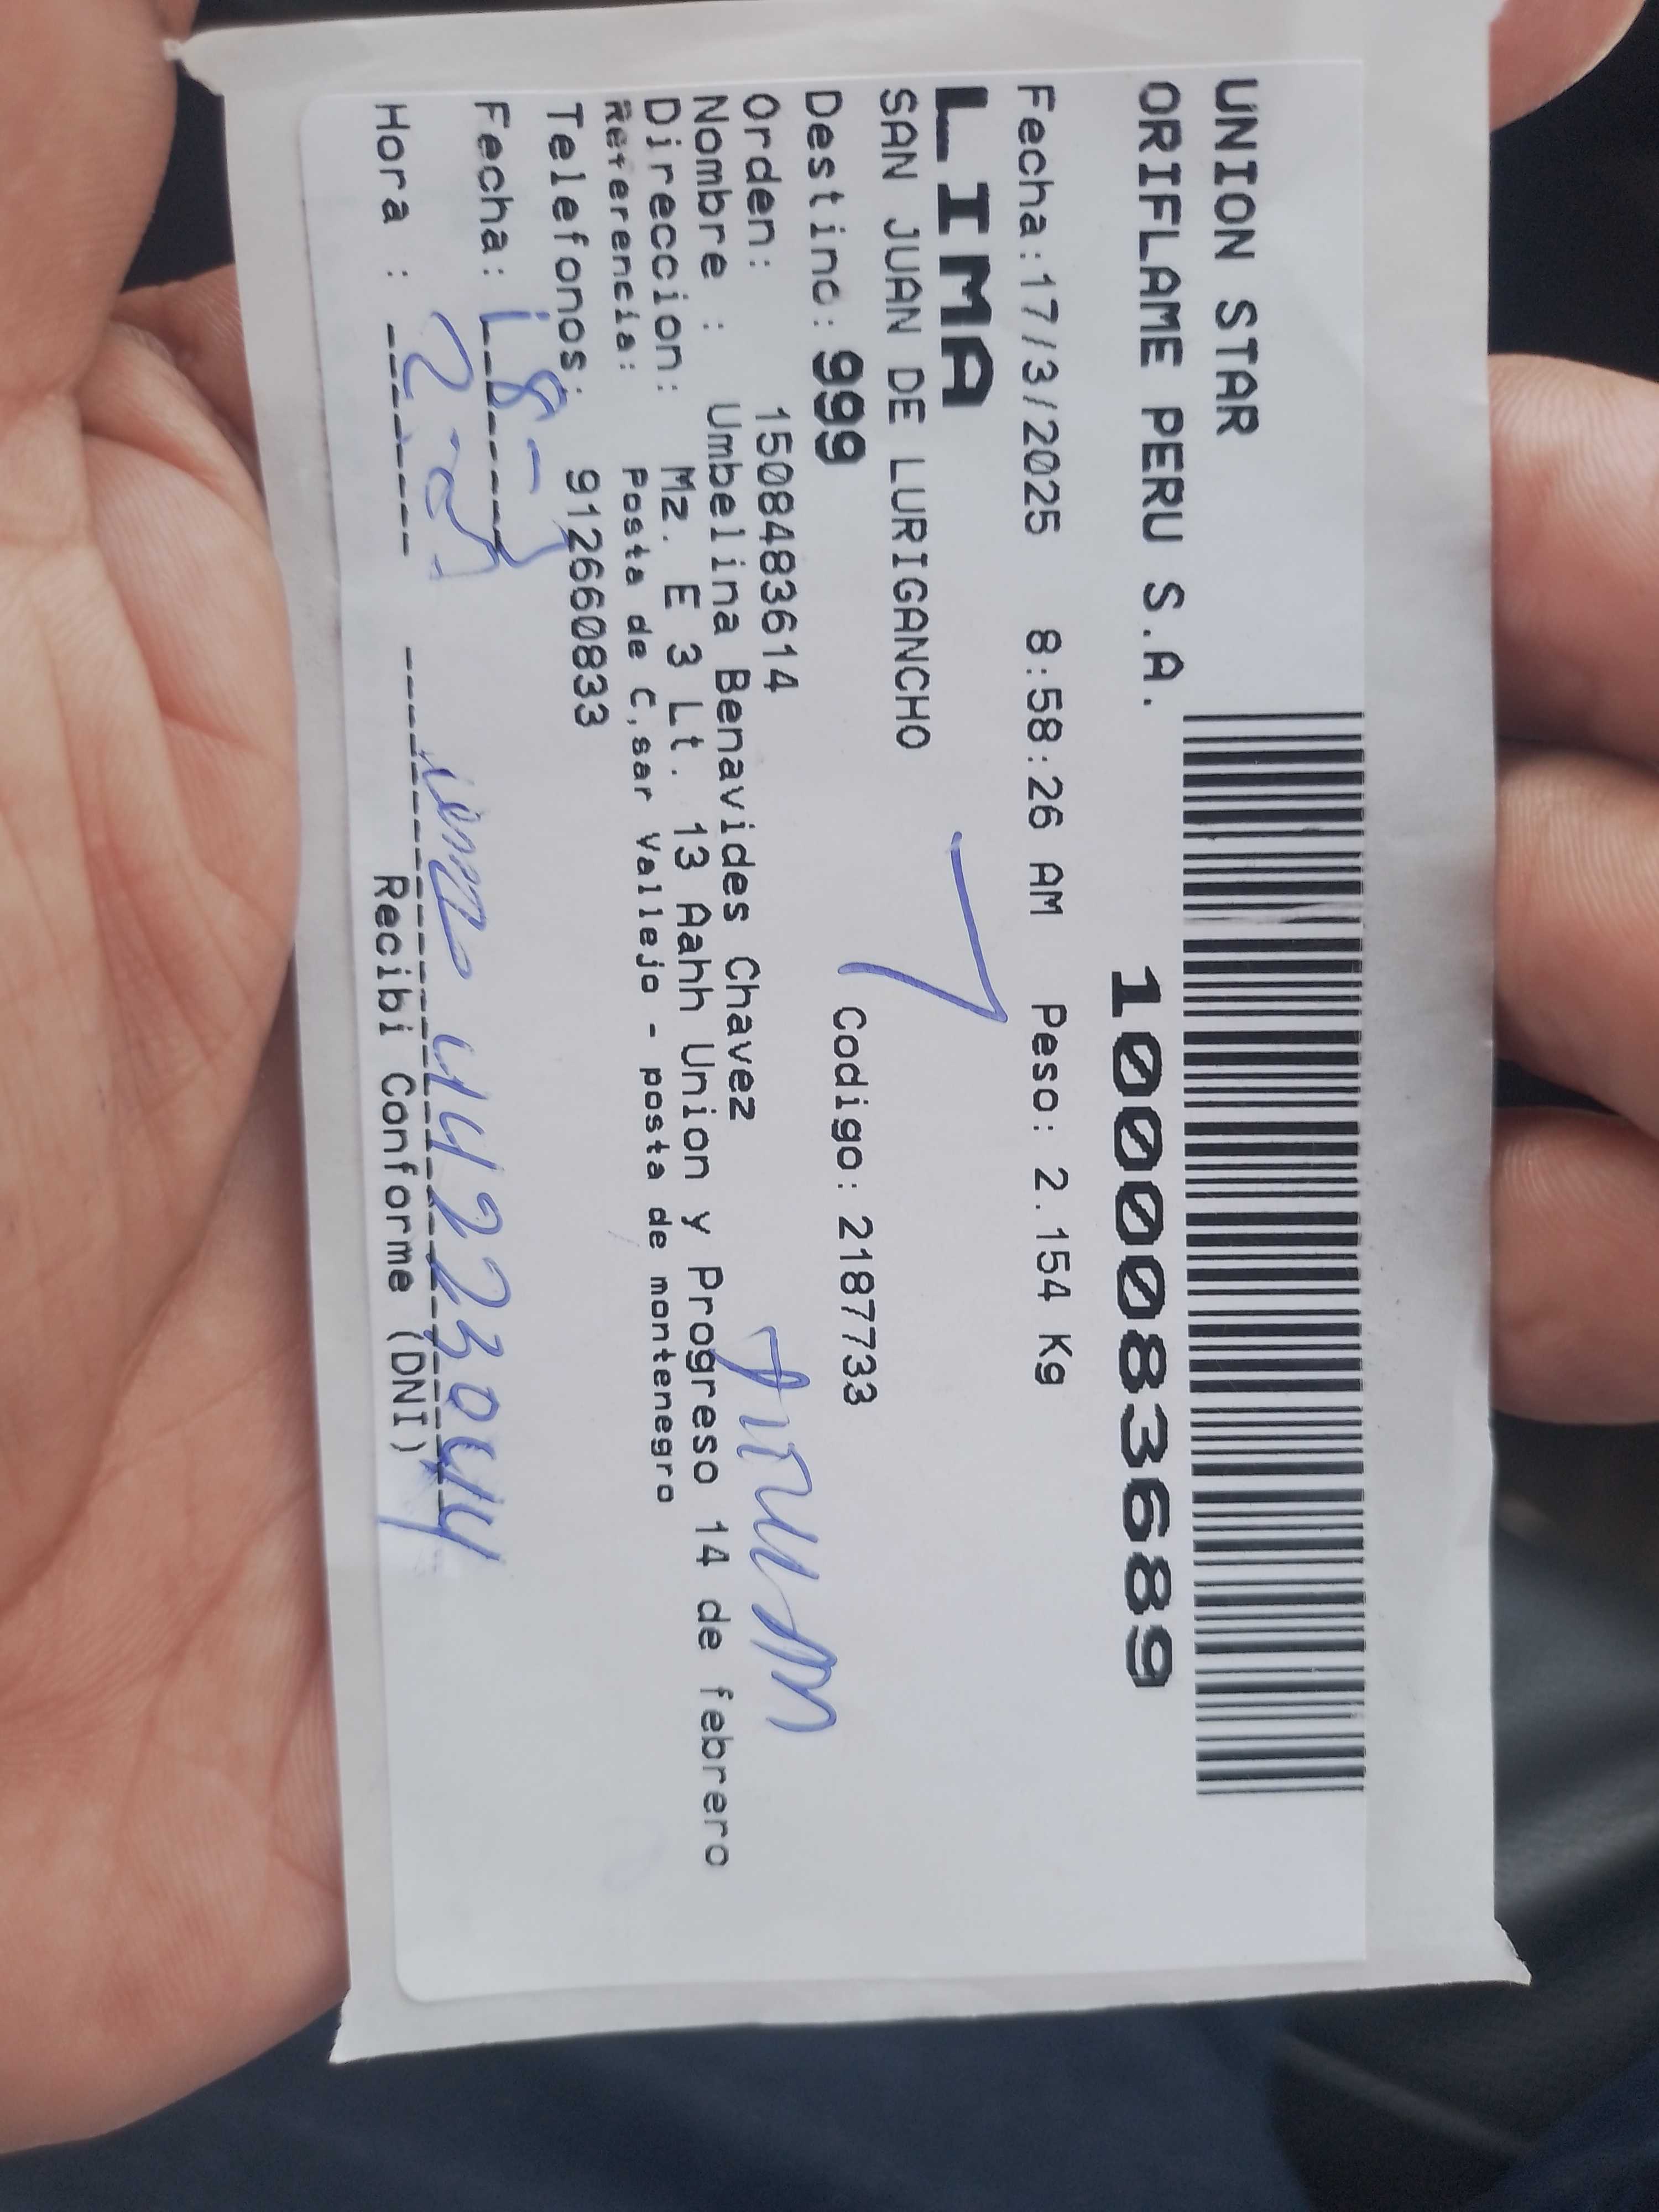 UNION STAR
ORIFLAME PERU S.A.
10000083689
Fecha:17/3/2025 8:58:26 AM Peso: 2.154 Kg
LIMA
SAN JUAN DE LURIGANCHO
Destino: 999 Codigo: 2187733
Orden: 1508483614
Nombre : Umbelina Benavides Chavez
Direccion: Mz. E 3 Lt. 13 Aahh Union y Progreso 14 de febrero
Referencia: Posta de C,sar Vallejo - posta de montenegro
Telefonos: 912660833
Fecha: 18-3
Hora : 44223044
Recibi Conforme (DNI)